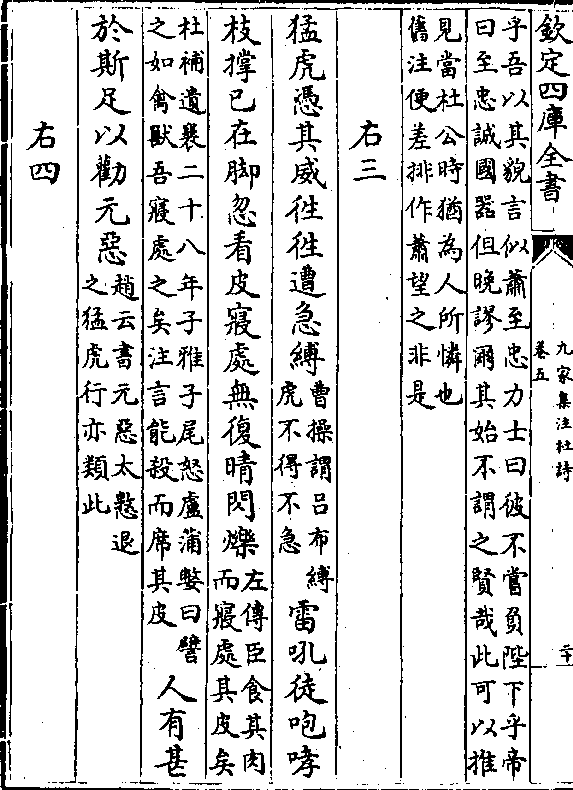 欽定四庫全書
九家集注杜詩
卷五
二十
乎吾以其貌言似蕭至忠力士曰彼不嘗負陛下乎帝
曰至忠誠國器但晚謬爾其始不謂之賢哉此可以推
見當杜公時猶為人所憐也
舊注便差排作蕭望之非是
右三
猛虎憑其威徃徃遭急縛
曹操謂吕布縛
虎不得不急
雷吼徒咆哮
枝撑已在脚忽看皮寢處無復晴閃爍
左傳臣食其肉
而寢處其皮矣
杜補遺襄二十八年子雅子尾怒盧蒲嫳曰譬
之如禽獸吾寢處之矣注言能殺而席其皮
人有甚
於斯足以勸元惡
趙云書元惡太憝退
之猛虎行亦類此
右四